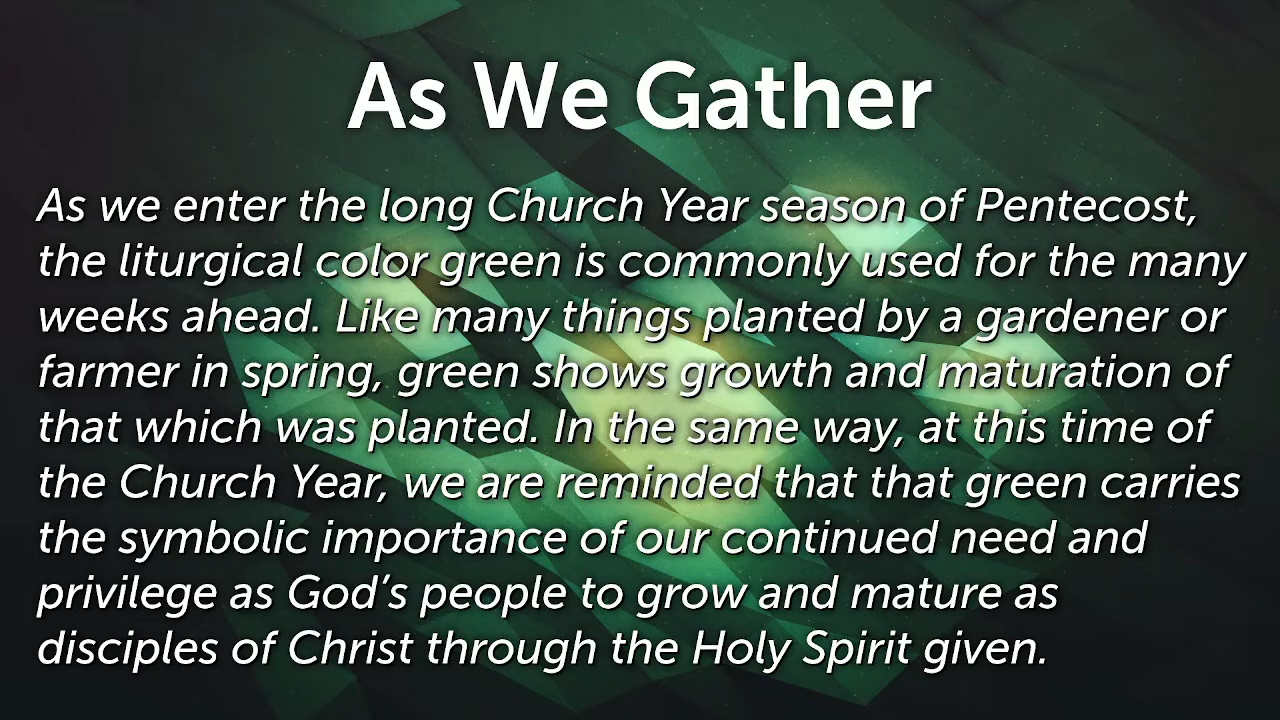 As We Gather
As we enter the long Church Year season of Pentecost,
the liturgical color green is commonly used for the many
weeks ahead. Like many things planted by a gardener or
farmer in spring, green shows growth and maturation of
that which was planted. In the same way, at this time of
the Church Year, we are reminded that that green carries
the symbolic importance of our continued need and
privilege as God’s people to grow and mature as
disciples of Christ through the Holy Spirit given.